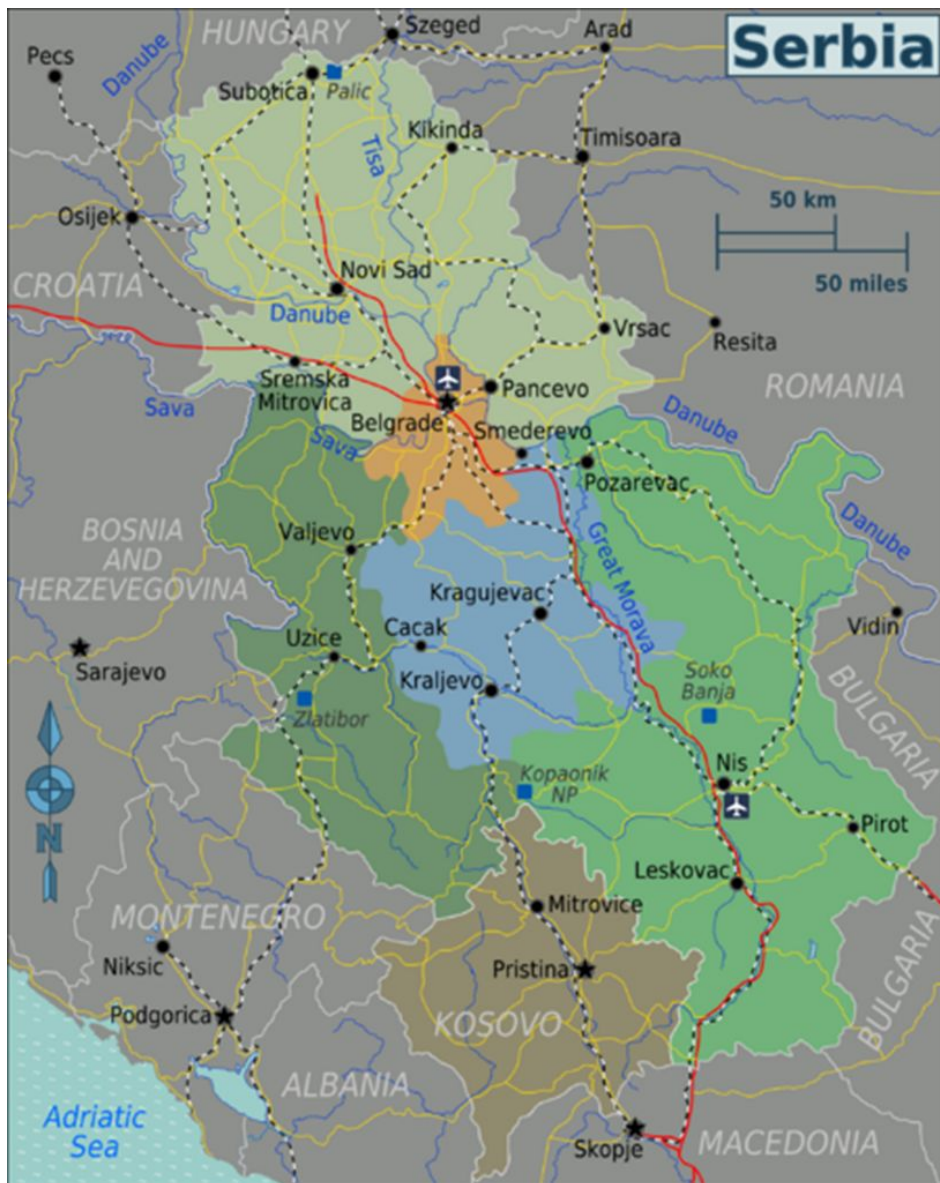 Serbia
HUNGARY
Szeged
Arad
Pecs
Danube
Subotica
Palic
Tisa
Kikinda
Timisoara
50 km
50 miles
Osijek
CROATIA
Novi Sad
Danube
Vrsac
Resita
ROMANIA
Sava
Sremska
Mitrovica
Pancevo
Belgrade
Smederevo
Danube
Sava
Pozarevac
BOSNIA
AND
HERZEVEGOVINA
Valjevo
Great Morava
Danube
Kragujevac
Vidin
Sarajevo
Uzice
Cacak
Kraljevo
Zlatibor
Soko
Banja
BULGARIA
N
Kopaonik
NP
Nis
Pirot
Leskovac
MONTENEGRO
Mitrovice
Niksic
Pristina
Podgorica
KOSOVO
BULGARIA
ALBANIA
Adriatic
Sea
Skopje
MACEDONIA